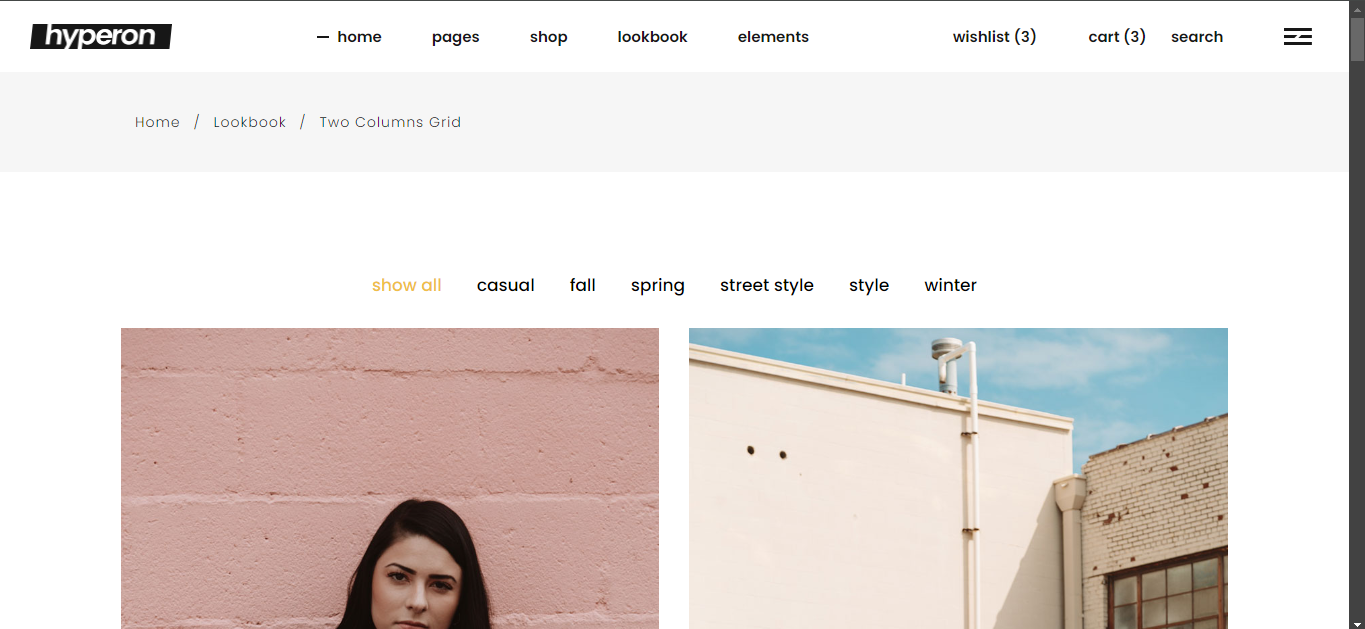 hyperon
home pages shop lookbook elements wishlist (3) cart (3) search
Home / Lookbook / Two Columns Grid
show all casual fall spring street style style winter